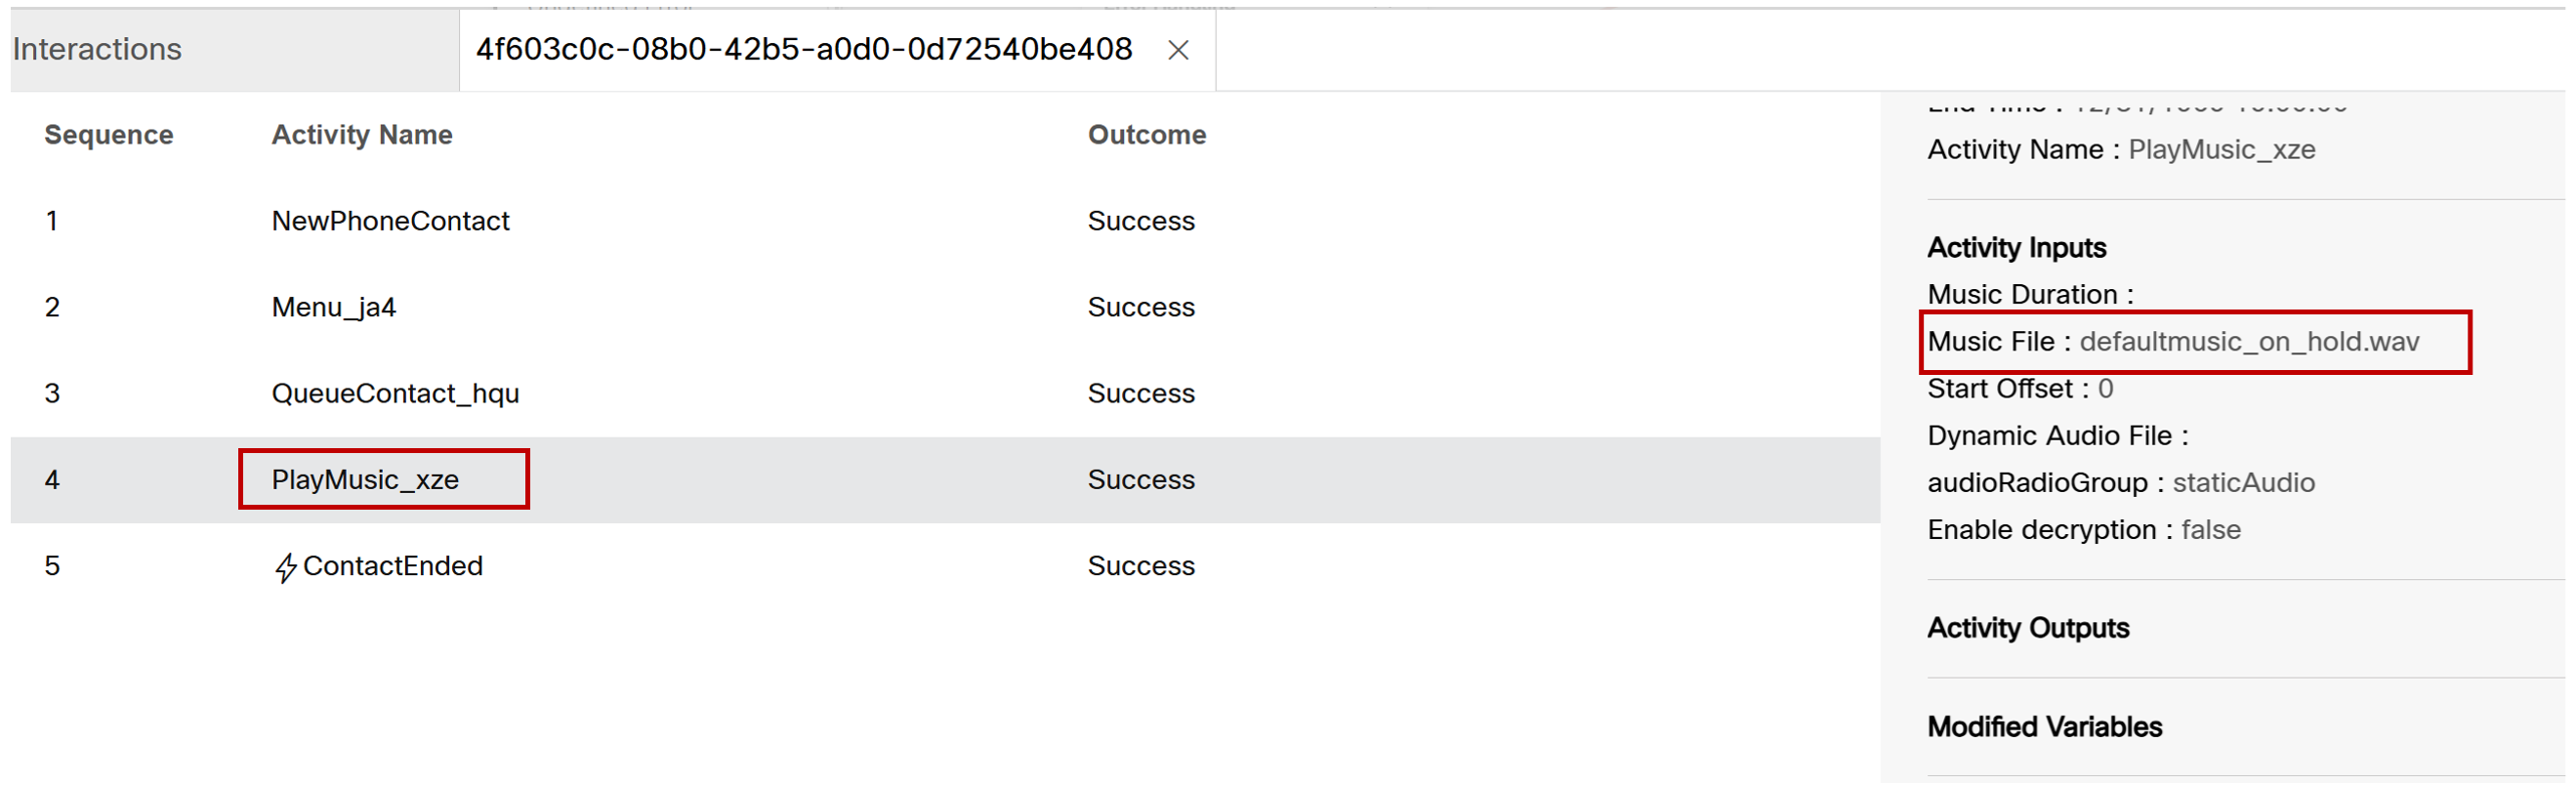 Interactions
4f603c0c-08b0-42b5-a0d0-0d72540be408
Sequence Activity Name Outcome
1 NewPhoneContact Success
2 Menu_ja4 Success
3 QueueContact_hqu Success
4 PlayMusic_xze Success
5 ContactEnded Success
Activity Name : PlayMusic_xze
Activity Inputs
Music Duration :
Music File : defaultmusic_on_hold.wav
Start Offset : 0
Dynamic Audio File :
audioRadioGroup : staticAudio
Enable decryption : false
Activity Outputs
Modified Variables